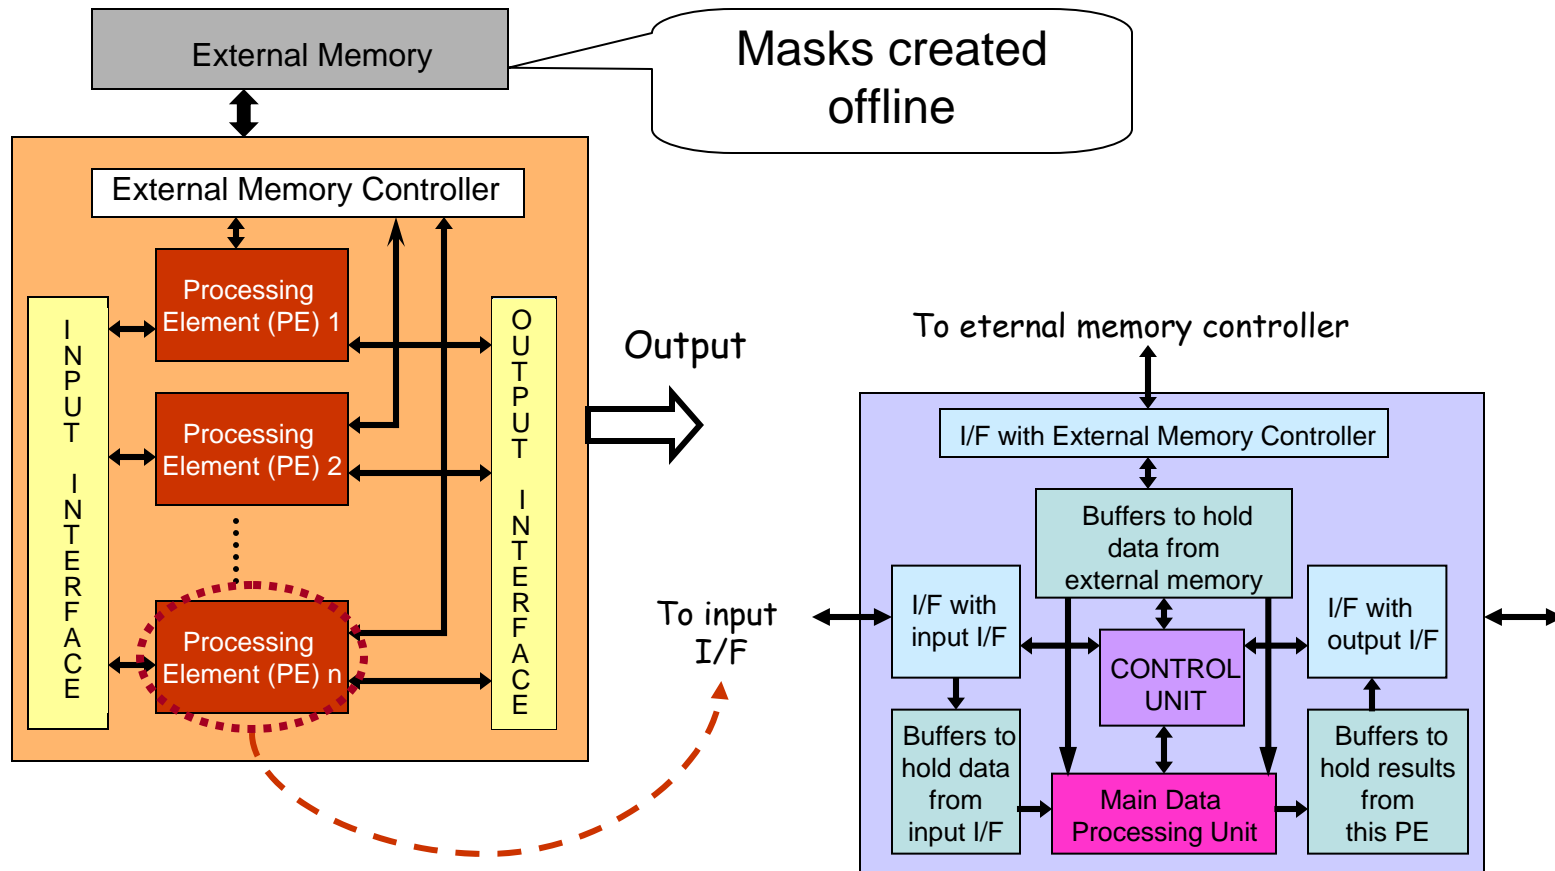 External Memory
Masks created
offline
External Memory Controller
Processing
Element (PE) 1
INPUT INTERFACE
OUTPUT INTERFACE
Processing
Element (PE) 2
Processing
Element (PE) n
Output
To eternal memory controller
I/F with External Memory Controller
Buffers to hold
data from
external memory
To input
I/F
I/F with
input I/F
CONTROL
UNIT
I/F with
output I/F
Buffers to
hold data
from
input I/F
Main Data
Processing Unit
Buffers to
hold results
from
this PE